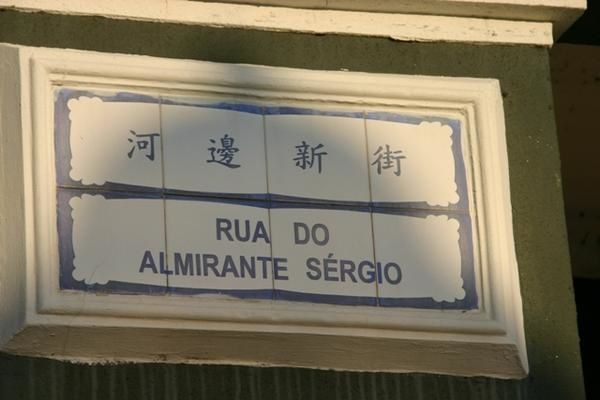 河邊新街
RUA DO
ALMIRANTE SÉRGIO